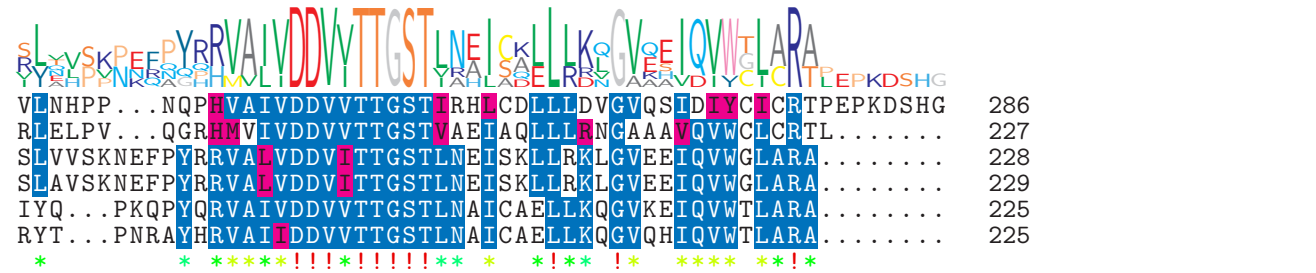 VLNHPP...NQPHVAIVDDVVTTGSTIRHLCDLLLDVGVQSIDIYCICRTPEPKDSHG 286
RLELPV...QGRHMVIVDDVVTTGSTVAEIAQLLLRNGAAAVQVWCLCRTL....... 227
SLVVSKNEFPYRRVALVDDVITTGSTLNEISKLLRKLGVEEIQVWGLARA........ 228
SLAVSKNEFPYRRVALVDDVITTGSTLNEISKLLRKLGVEEIQVWGLARA........ 229
IYQ...PKQPYQRVAIVDDVVTTGSTLNAICAELLKQGVKEIQVWTLARA........ 225
RYT...PNRAYHRVAIIDDVVTTGSTLNAICAELLKQGVQHIQVWTLARA........ 225
* * *****!!!*!!!!!** * *!** !* **** **!*